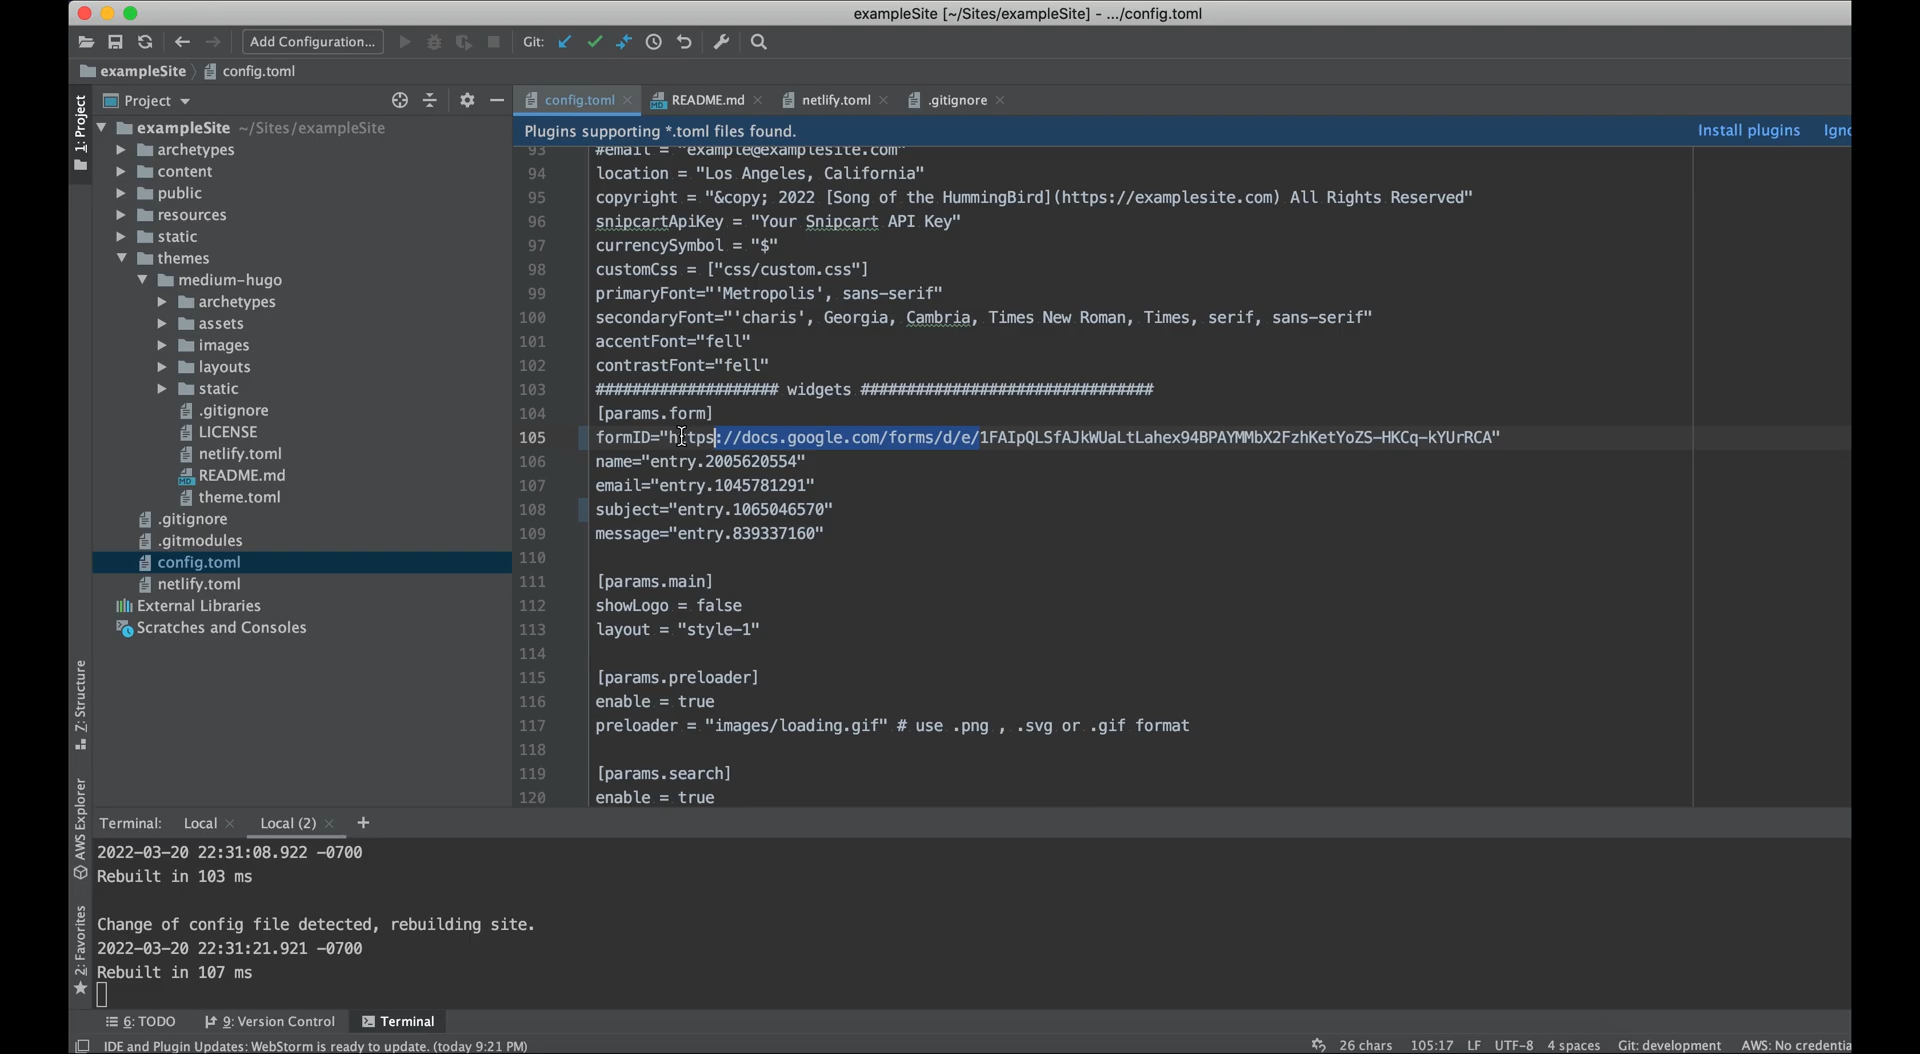 exampleSite [~/Sites/exampleSite] - .../config.toml
Add Configuration...
Git:
exampleSite
config.toml
1: Project
Project
config.toml
README.md
netlify.toml
.gitignore
Plugins supporting *.toml files found.
Install plugins
exampleSite ~/Sites/exampleSite
archetypes
content
public
resources
static
themes
medium-hugo
archetypes
assets
images
layouts
static
.gitignore
LICENSE
netlify.toml
MD README.md
theme.toml
.gitignore
.gitmodules
config.toml
netlify.toml
External Libraries
Scratches and Consoles
93 #email = "example@examplesite.com"
94 location = "Los Angeles, California"
95 copyright = "&copy; 2022 [Song of the HummingBird](https://examplesite.com) All Rights Reserved"
96 snipcartApiKey = "Your Snipcart API Key"
97 currencySymbol = "$"
98 customCss = ["css/custom.css"]
99 primaryFont="'Metropolis', sans-serif"
100 secondaryFont="'charis', Georgia, Cambria, Times New Roman, Times, serif, sans-serif"
101 accentFont="fell"
102 contrastFont="fell"
103 #################### widgets ################################
104 [params.form]
105 formID="https://docs.google.com/forms/d/e/1FAIpQLSfAJkWUaLtLahex94BPAYMMbX2FzhKetYoZS-HKCq-kYUrRCA"
106 name="entry.2005620554"
107 email="entry.1045781291"
108 subject="entry.1065046570"
109 message="entry.839337160"
110
111 [params.main]
112 showLogo = false
113 layout = "style-1"
114
115 [params.preloader]
116 enable = true
117 preloader = "images/loading.gif" # use .png , .svg or .gif format
118
119 [params.search]
120 enable = true
Z: Structure
AWS Explorer
2: Favorites
Terminal: Local Local (2)
2022-03-20 22:31:08.922 -0700
Rebuilt in 103 ms
Change of config file detected, rebuilding site.
2022-03-20 22:31:21.921 -0700
Rebuilt in 107 ms
6: TODO
9: Version Control
Terminal
IDE and Plugin Updates: WebStorm is ready to update. (today 9:21 PM)
26 chars 105:17 LF UTF-8 4 spaces Git: development AWS: No credentia